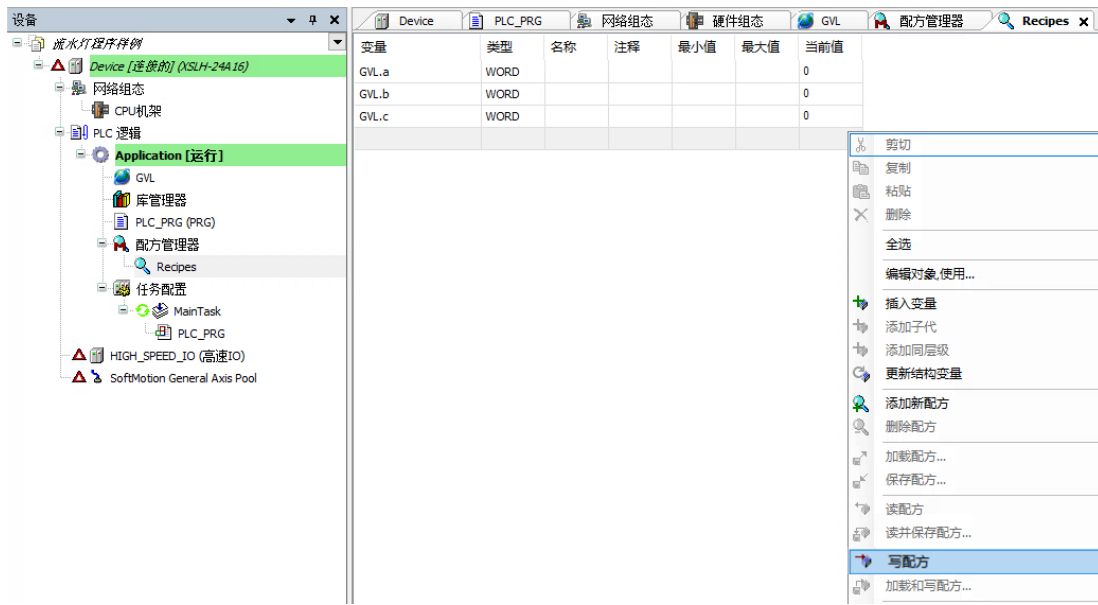 设备
Device
PLC_PRG
网络组态
硬件组态
GVL
配方管理器
Recipes
流水灯程序样例
Device [连接的] (XSLH-24A16)
网络组态
CPU机架
PLC 逻辑
Application [运行]
GVL
库管理器
PLC_PRG (PRG)
配方管理器
Recipes
任务配置
MainTask
PLC_PRG
HIGH_SPEED_IO (高速IO)
SoftMotion General Axis Pool
变量 类型 名称 注释 最小值 最大值 当前值
GVL.a WORD 0
GVL.b WORD 0
GVL.c WORD 0
剪切
复制
粘贴
删除
全选
编辑对象,使用...
插入变量
添加子代
添加同层级
更新结构变量
添加新配方
删除配方
加载配方...
保存配方...
读配方
读并保存配方...
写配方
加载和写配方...